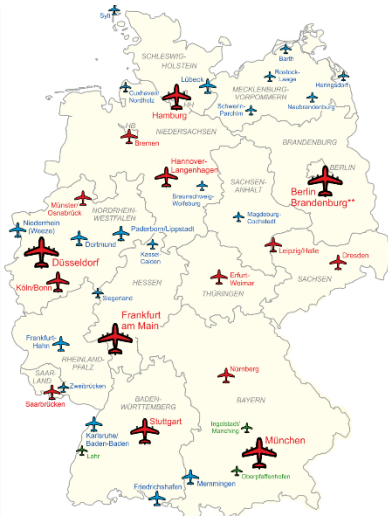 Sylt
SCHLESWIG-
HOLSTEIN
Barth
Rostock-
Laage
Heringsdorf
Cuxhaven/
Nordholz
Lübeck
MECKLENBURG-
VORPOMMERN
HH
Hamburg
Schwerin-
Parchim
Neubrandenburg
HB
Bremen
NIEDERSACHSEN
BRANDENBURG
Hannover-
Langenhagen
BERLIN
Berlin
Brandenburg**
Münster/
Osnabrück
Braunschweig-
Wolfsburg
SACHSEN-
ANHALT
NORDRHEIN-
WESTFALEN
Magdeburg-
Cochstedt
Niederrhein
(Weeze)
Dortmund
Paderborn/Lippstadt
Kassel
Calden
Düsseldorf
Leipzig/Halle
Dresden
Köln/Bonn
HESSEN
Erfurt-
Weimar
SACHSEN
Siegerland
THÜRINGEN
Frankfurt
am Main
Frankfurt-
Hahn
RHEINLAND-
PFALZ
SAAR-
LAND
Zweibrücken
Saarbrücken
Nürnberg
BADEN-
WÜRTTEMBERG
BAYERN
Karlsruhe/
Baden-Baden
Stuttgart
Ingolstadt/
Manching
Lahr
München
Oberpfaffenhofen
Memmingen
Friedrichshafen